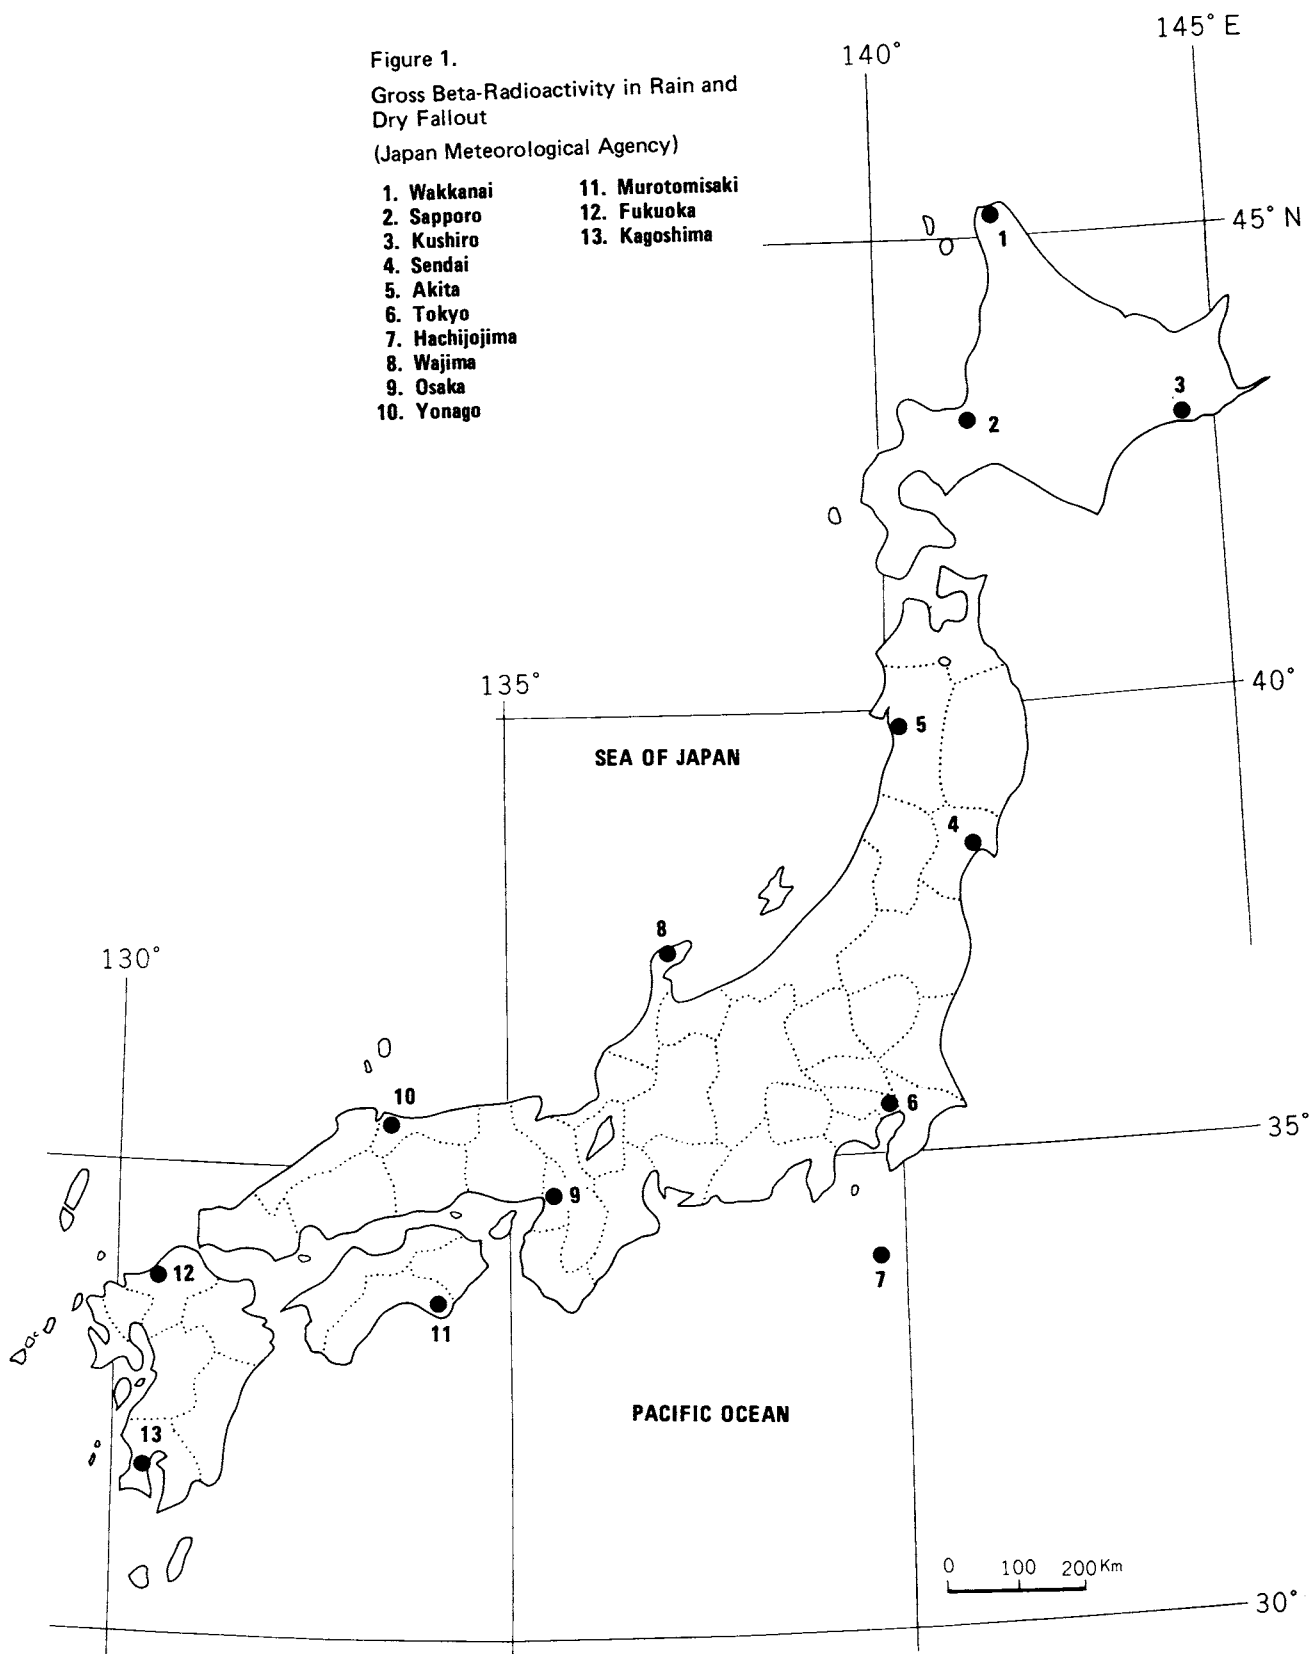 Figure 1.
Gross Beta-Radioactivity in Rain and
Dry Fallout
(Japan Meteorological Agency)
1. Wakkanai
2. Sapporo
3. Kushiro
4. Sendai
5. Akita
6. Tokyo
7. Hachijojima
8. Wajima
9. Osaka
10. Yonago
11. Murotomisaki
12. Fukuoka
13. Kagoshima
140°
145° E
45° N
1
3
2
40°
135°
5
SEA OF JAPAN
4
8
130°
10
6
35°
9
7
12
11
PACIFIC OCEAN
13
0 100 200 Km
30°